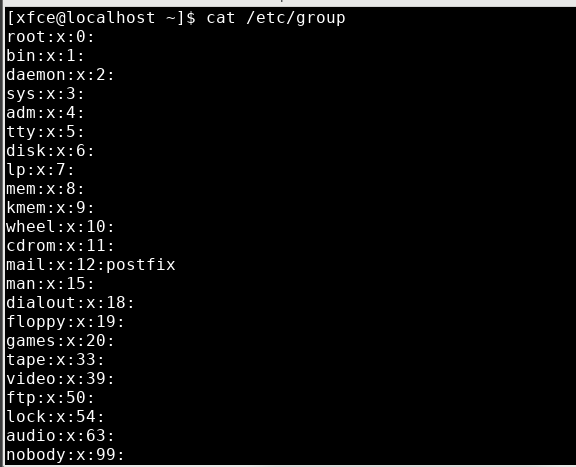 [xfce@localhost ~]$ cat /etc/group
root:x:0:
bin:x:1:
daemon:x:2:
sys:x:3:
adm:x:4:
tty:x:5:
disk:x:6:
lp:x:7:
mem:x:8:
kmem:x:9:
wheel:x:10:
cdrom:x:11:
mail:x:12:postfix
man:x:15:
dialout:x:18:
floppy:x:19:
games:x:20:
tape:x:33:
video:x:39:
ftp:x:50:
lock:x:54:
audio:x:63:
nobody:x:99: